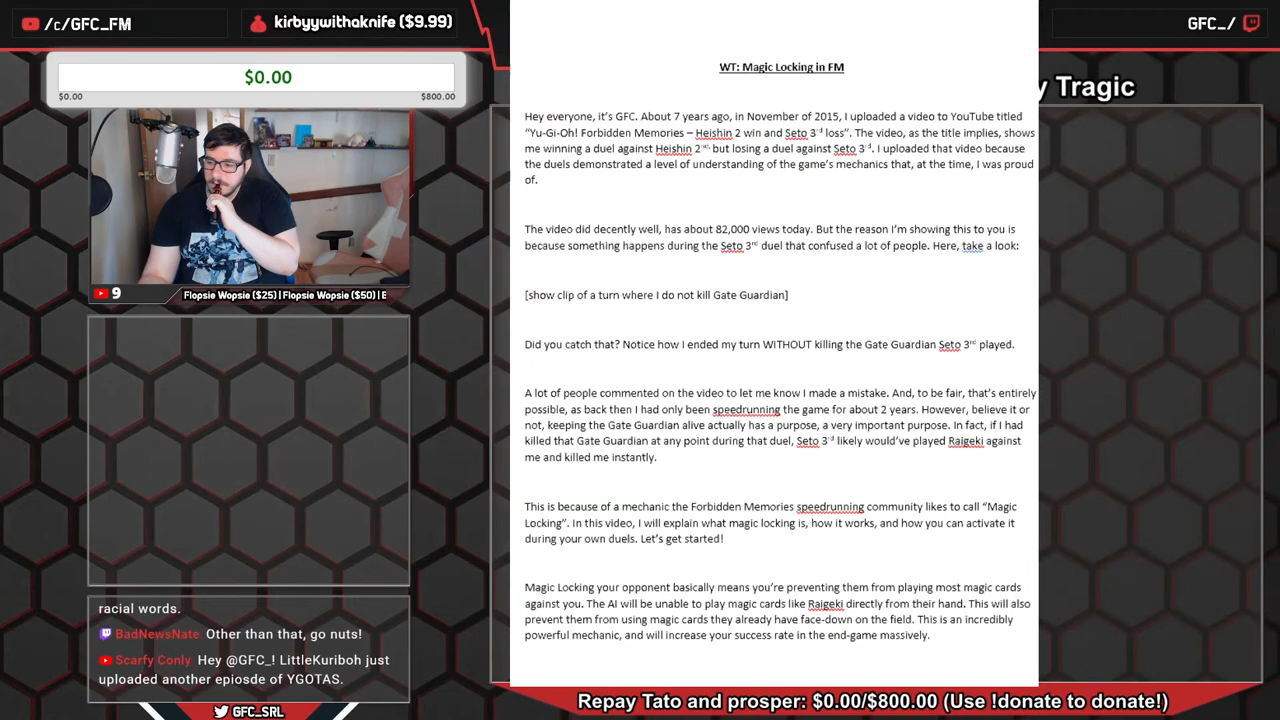 /c/GFC_FM
kirbyywithaknife ($9.99)
GFC_/
$0.00
$0.00
$800.00
y Tragic
9
Flopsie Wopsie ($25) | Flopsie Wopsie ($50) | E
WT: Magic Locking in FM
Hey everyone, it's GFC. About 7 years ago, in November of 2015, I uploaded a video to YouTube titled
“Yu-Gi-Oh! Forbidden Memories – Heishin 2 win and Seto 3rd loss”. The video, as the title implies, shows
me winning a duel against Heishin 2nd, but losing a duel against Seto 3rd. I uploaded that video because
the duels demonstrated a level of understanding of the game's mechanics that, at the time, I was proud
of.
The video did decently well, has about 82,000 views today. But the reason I'm showing this to you is
because something happens during the Seto 3rd duel that confused a lot of people. Here, take a look:
[show clip of a turn where I do not kill Gate Guardian]
Did you catch that? Notice how I ended my turn WITHOUT killing the Gate Guardian Seto 3rd played.
A lot of people commented on the video to let me know I made a mistake. And, to be fair, that's entirely
possible, as back then I had only been speedrunning the game for about 2 years. However, believe it or
not, keeping the Gate Guardian alive actually has a purpose, a very important purpose. In fact, if I had
killed that Gate Guardian at any point during that duel, Seto 3rd likely would've played Raigeki against
me and killed me instantly.
This is because of a mechanic the Forbidden Memories speedrunning community likes to call “Magic
Locking”. In this video, I will explain what magic locking is, how it works, and how you can activate it
during your own duels. Let's get started!
Magic Locking your opponent basically means you're preventing them from playing most magic cards
against you. The AI will be unable to play magic cards like Raigeki directly from their hand. This will also
prevent them from using magic cards they already have face-down on the field. This is an incredibly
powerful mechanic, and will increase your success rate in the end-game massively.
racial words.
BadNewsNate Other than that, go nuts!
Scarfy Conly Hey @GFC_! LittleKuriboh just
uploaded another epiosde of YGOTAS.
GFC_SRL
Repay Tato and prosper: $0.00/$800.00 (Use !donate to donate!)